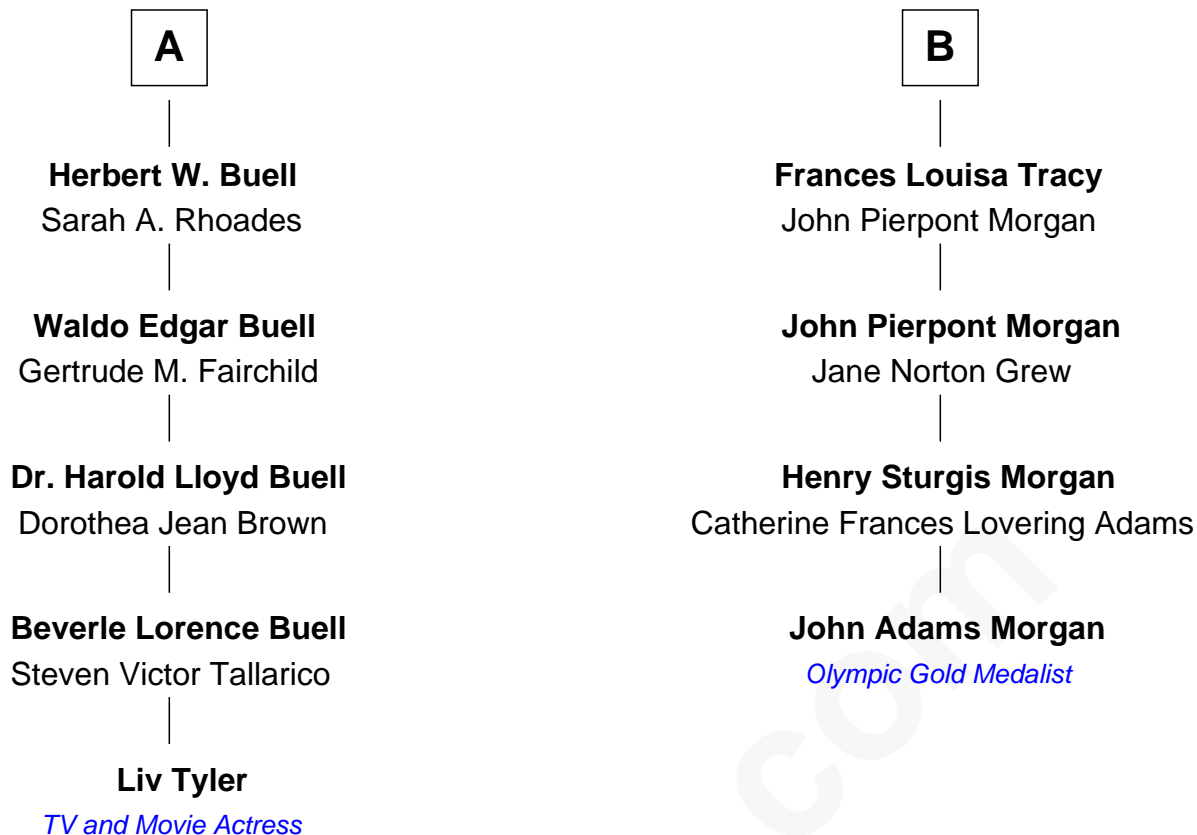 A
Herbert W. Buell
Sarah A. Rhoades
Waldo Edgar Buell
Gertrude M. Fairchild
Dr. Harold Lloyd Buell
Dorothea Jean Brown
Beverle Lorence Buell
Steven Victor Tallarico
Liv Tyler
TV and Movie Actress
B
Frances Louisa Tracy
John Pierpont Morgan
John Pierpont Morgan
Jane Norton Grew
Henry Sturgis Morgan
Catherine Frances Lovering Adams
John Adams Morgan
Olympic Gold Medalist
com